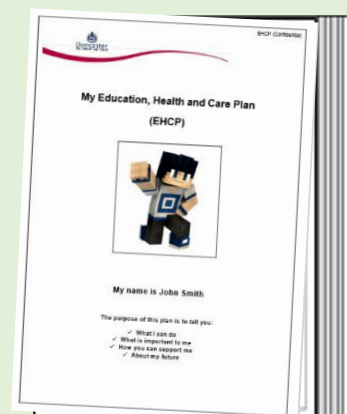 EHCP (Confidential)
My Education, Health and Care Plan
(EHCP)
My name is John Smith
The purpose of this plan is to tell you:
✓ What I can do
✓ What is important to me
✓ How you can support me
✓ About my future